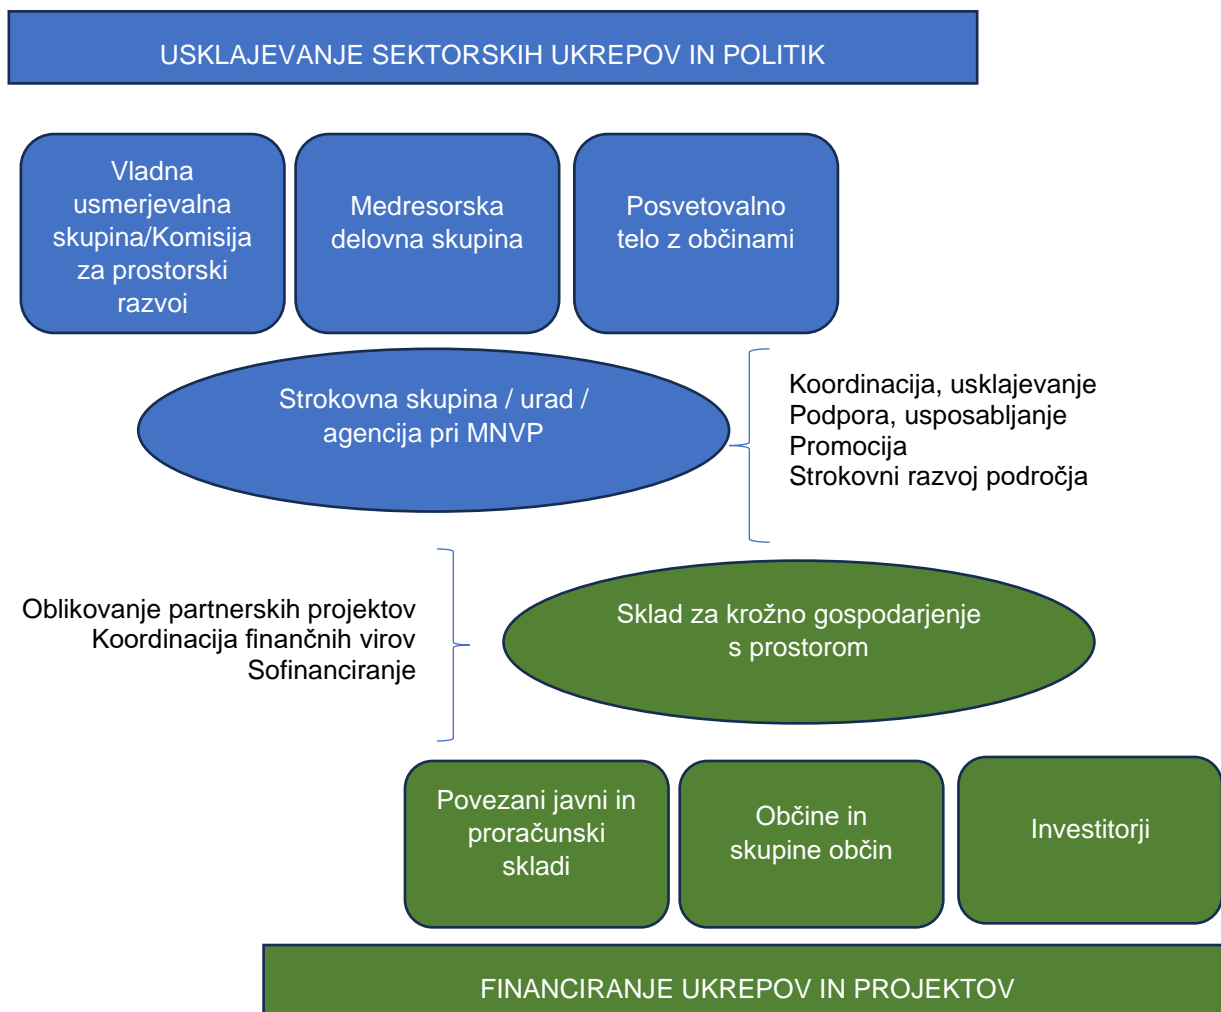 USKLAJEVANJE SEKTORSKIH UKREPOV IN POLITIK
Vladna
usmerjevalna
skupina/Komisija
za prostorski
razvoj
Medresorska
delovna skupina
Posvetovalno
telo z občinami
Strokovna skupina / urad /
agencija pri MNVP
Koordinacija, usklajevanje
Podpora, usposabljanje
Promocija
Strokovni razvoj področja
Oblikovanje partnerskih projektov
Koordinacija finančnih virov
Sofinanciranje
Sklad za krožno gospodarjenje
s prostorom
Povezani javni in
proračunski
skladi
Občine in
skupine občin
Investitorji
FINANCIRANJE UKREPOV IN PROJEKTOV